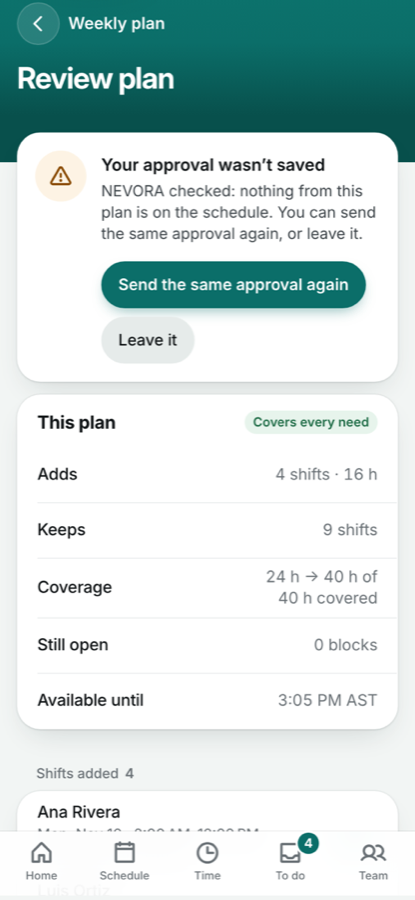 Weekly plan
Review plan
Your approval wasn’t saved
NEVORA checked: nothing from this
plan is on the schedule. You can send
the same approval again, or leave it.
Send the same approval again
Leave it
This plan
Covers every need
Adds
4 shifts · 16 h
Keeps
9 shifts
Coverage
24 h → 40 h of
40 h covered
Still open
0 blocks
Available until
3:05 PM AST
Shifts added 4
Ana Rivera
4
Home
Schedule
Time
To do
Team
Luis Ortiz